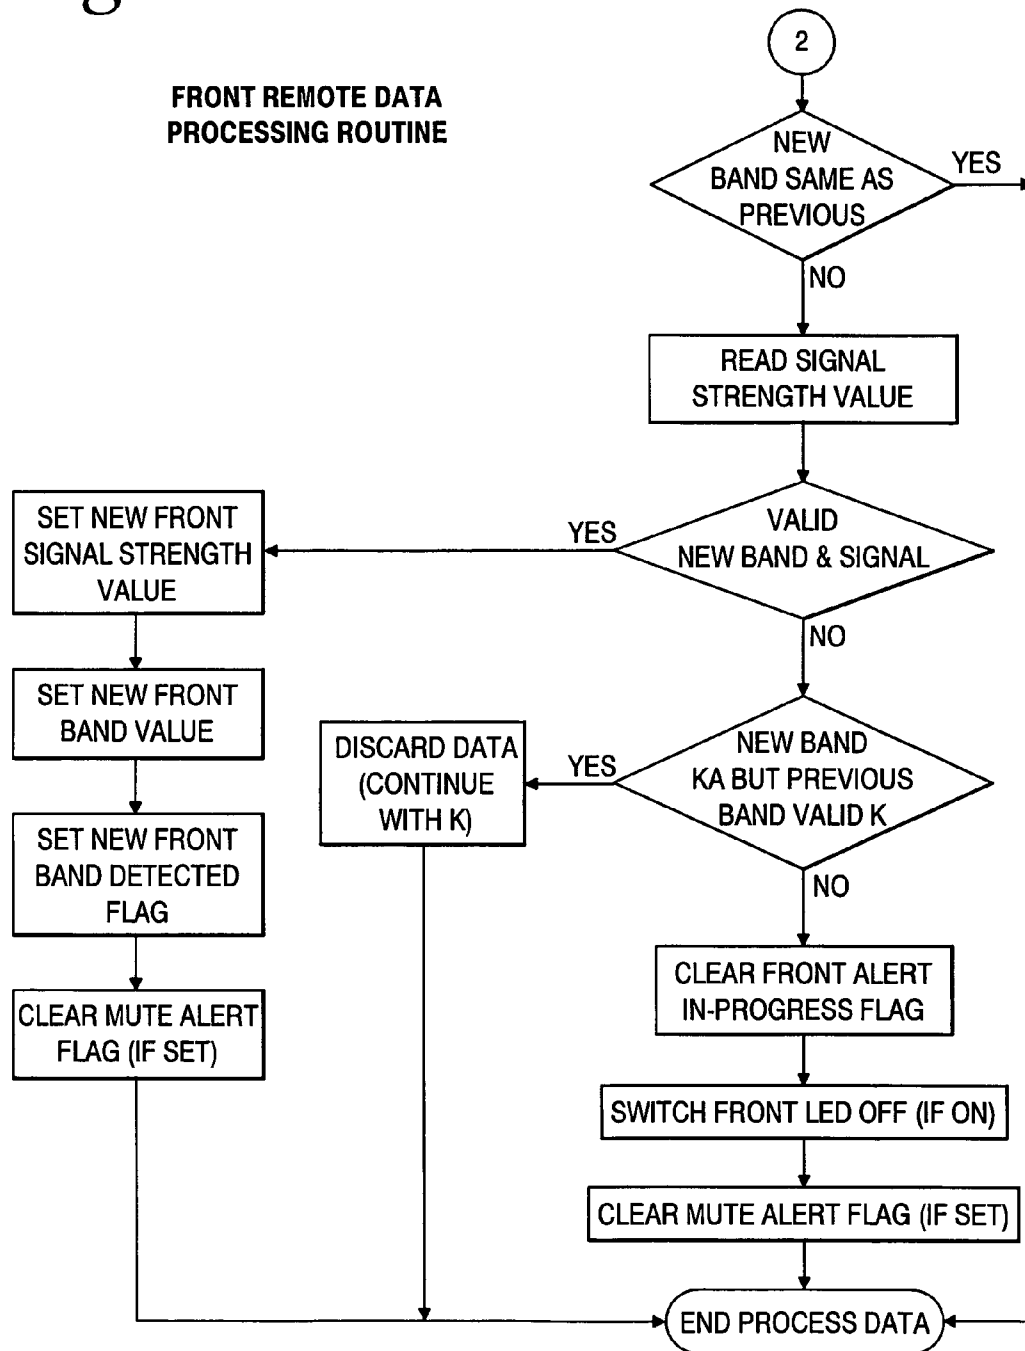 g
2
FRONT REMOTE DATA
PROCESSING ROUTINE
NEW
BAND SAME AS
PREVIOUS
YES
NO
READ SIGNAL
STRENGTH VALUE
VALID
NEW BAND & SIGNAL
YES
NO
SET NEW FRONT
SIGNAL STRENGTH
VALUE
SET NEW FRONT
BAND VALUE
SET NEW FRONT
BAND DETECTED
FLAG
CLEAR MUTE ALERT
FLAG (IF SET)
NEW BAND
KA BUT PREVIOUS
BAND VALID K
YES
DISCARD DATA
(CONTINUE
WITH K)
NO
CLEAR FRONT ALERT
IN-PROGRESS FLAG
SWITCH FRONT LED OFF (IF ON)
CLEAR MUTE ALERT FLAG (IF SET)
END PROCESS DATA